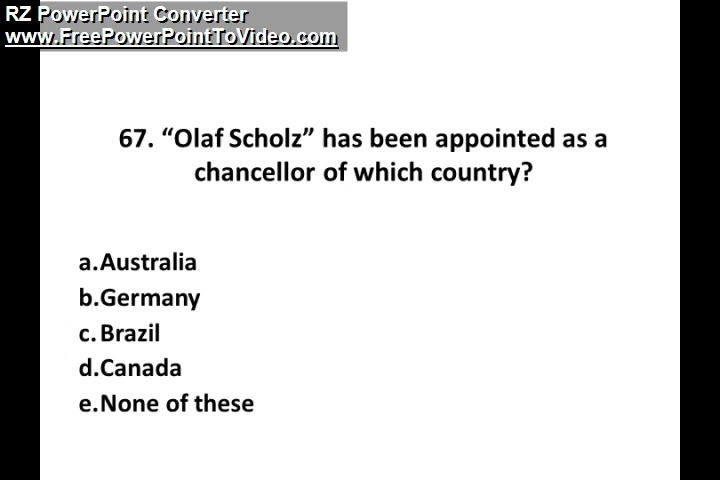 RZ PowerPoint Converter
www.FreePowerPointToVideo.com
67. “Olaf Scholz” has been appointed as a
chancellor of which country?
a.Australia
b.Germany
c. Brazil
d.Canada
e.None of these